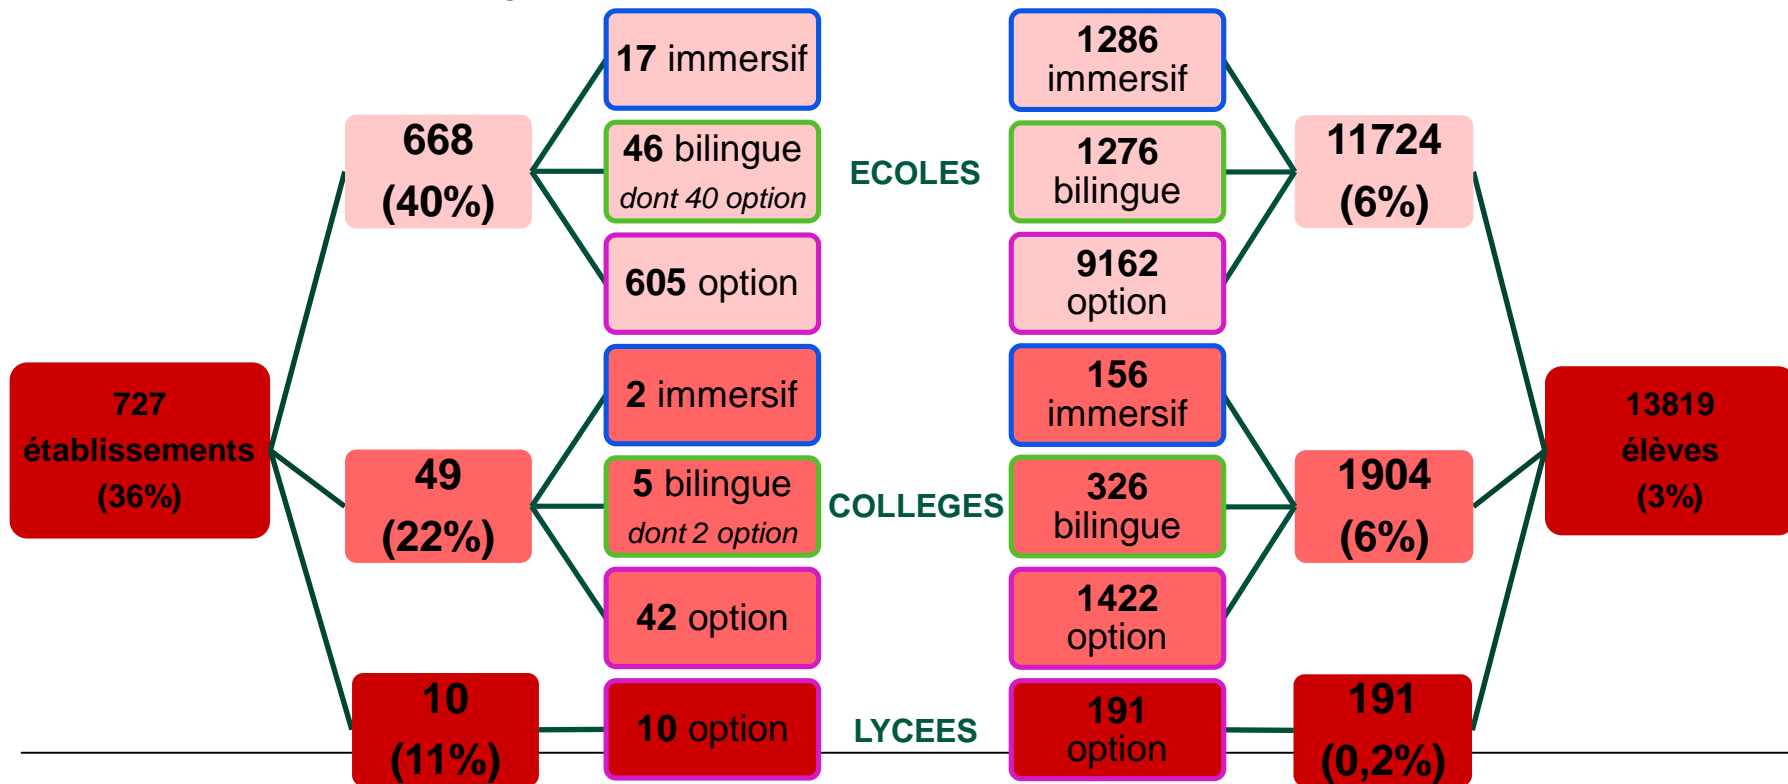 727
établissements
(36%)
668
(40%)
49
(22%)
10
(11%)
17 immersif
46 bilingue
dont 40 option
605 option
2 immersif
5 bilingue
dont 2 option
42 option
10 option
ECOLES
COLLEGES
LYCEES
1286
immersif
1276
bilingue
9162
option
156
immersif
326
bilingue
1422
option
191
option
11724
(6%)
1904
(6%)
191
(0,2%)
13819
élèves
(3%)